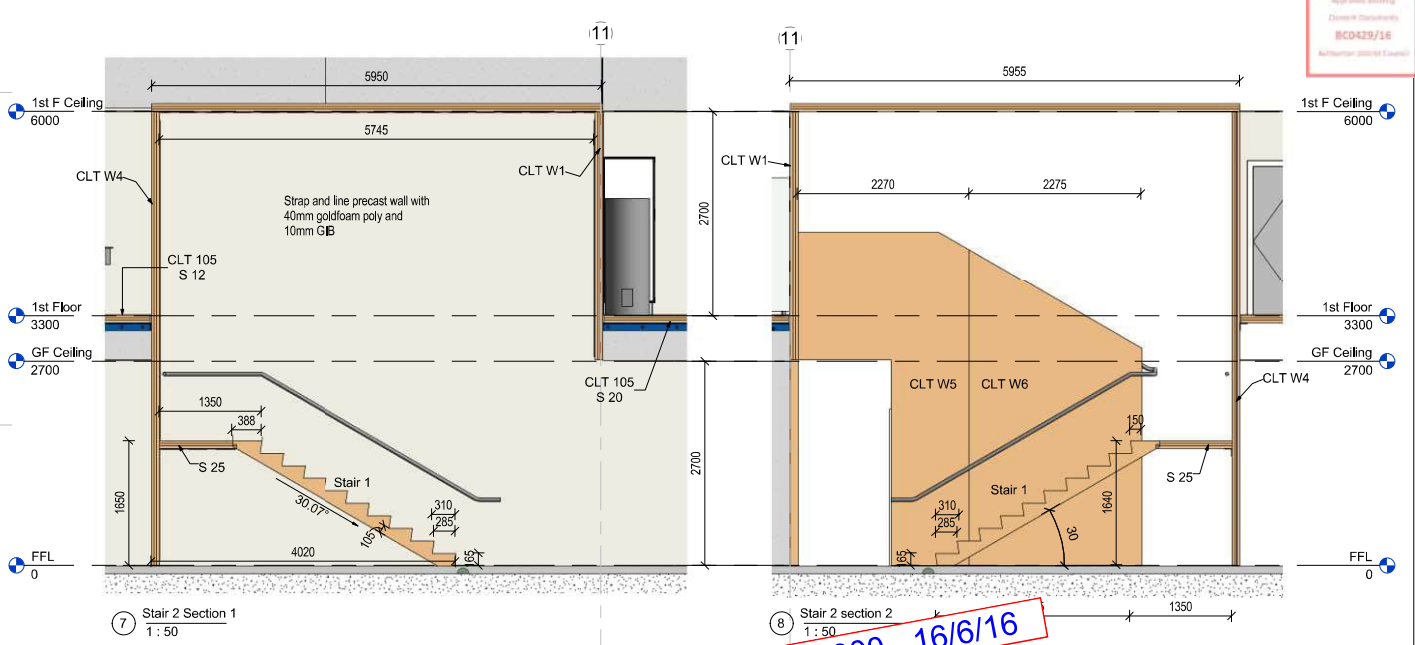 Consent Documents
BC0429/16
(11)
(11)
5950
5955
1st F Ceiling
6000
1st F Ceiling
6000
5745
CLT W1
CLT W1
CLT W4
2270
2275
Strap and line precast wall with
40mm goldfoam poly and
10mm GIB
2700
CLT 105
S 12
1st Floor
3300
1st Floor
3300
GF Ceiling
2700
GF Ceiling
2700
CLT 105
S 20
CLT W5
CLT W6
CLT W4
1350
388
150
S 25
S 25
Stair 1
Stair 1
2700
1650
30.07°
105
310
285
165
310
285
165
30
1640
4020
FFL
0
FFL
0
7
Stair 2 Section 1
1 : 50
8
Stair 2 section 2
1 : 50
1350
16/6/16